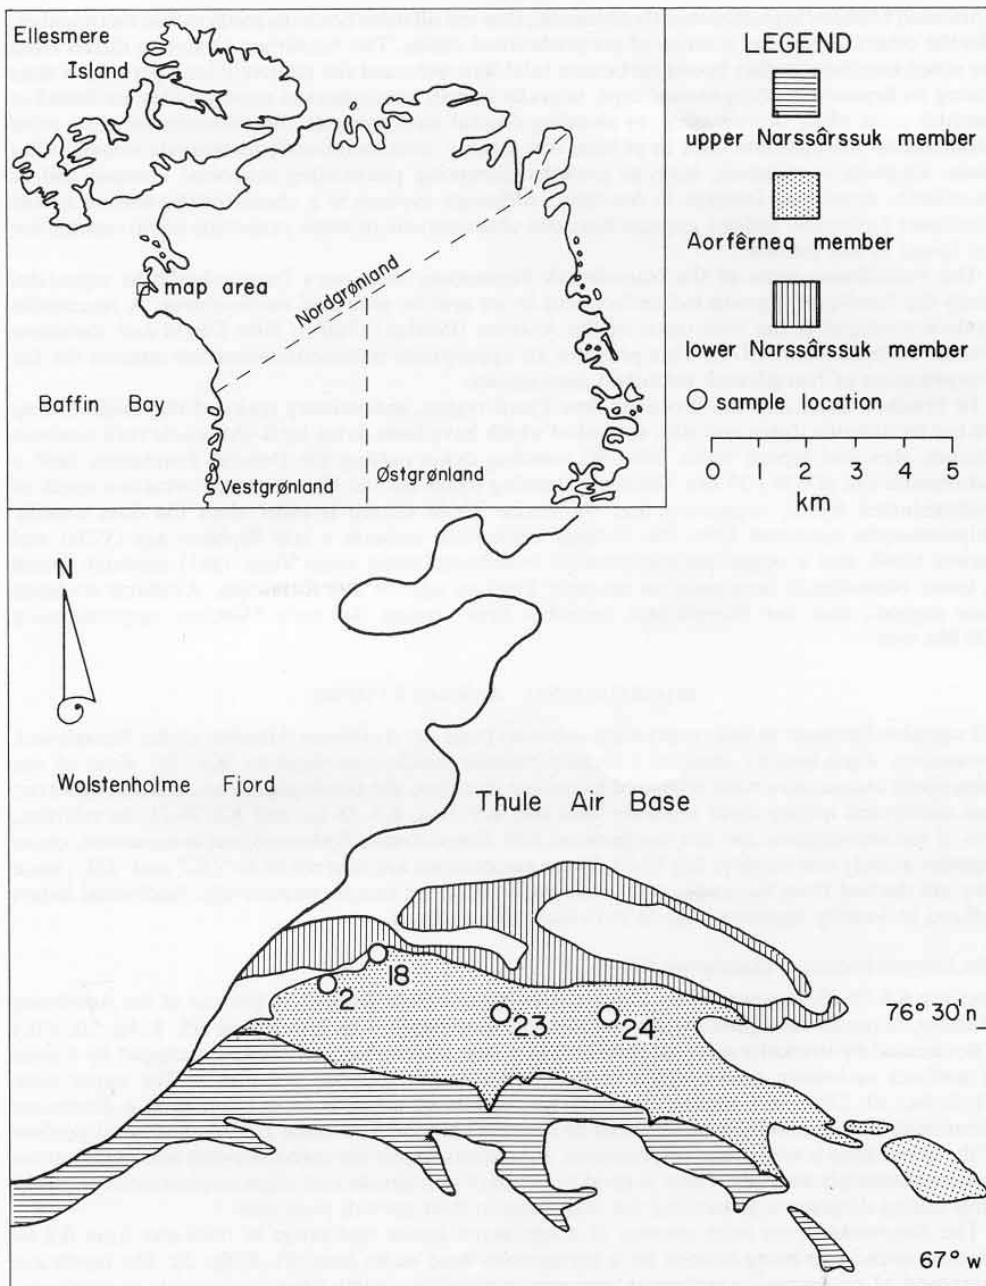 Ellesmere
Island
map area
Nordgrønland
Baffin Bay
Vestgrønland
Østgrønland
LEGEND
upper Narssârssuk member
Aorfêrneq member
lower Narssârssuk member
sample location
0 1 2 3 4 5
km
N
Wolstenholme Fjord
Thule Air Base
18
2
23
24
76° 30' n
67° w